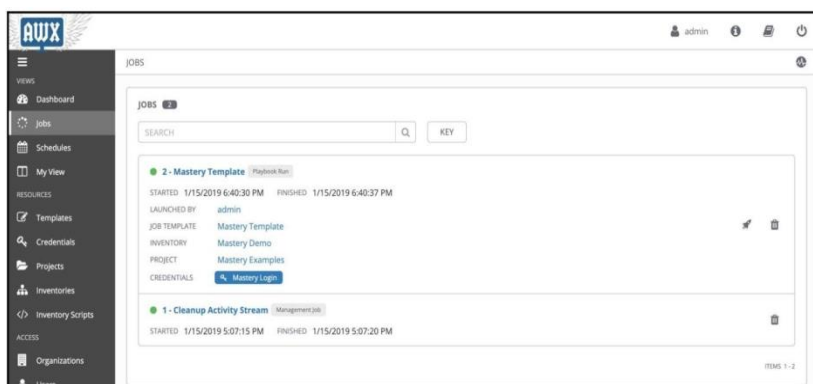 AWX
admin
JOBS
VIEWS
Dashboard
Jobs
Schedules
My View
RESOURCES
Templates
Credentials
Projects
Inventories
Inventory Scripts
ACCESS
Organizations
Users
JOBS 2
SEARCH
KEY
2 - Mastery Template Playbook Run
STARTED 1/15/2019 6:40:30 PM FINISHED 1/15/2019 6:40:37 PM
LAUNCHED BY admin
JOB TEMPLATE Mastery Template
INVENTORY Mastery Demo
PROJECT Mastery Examples
CREDENTIALS Mastery Login
1 - Cleanup Activity Stream Management Job
STARTED 1/15/2019 5:07:15 PM FINISHED 1/15/2019 5:07:20 PM
ITEMS 1 - 2